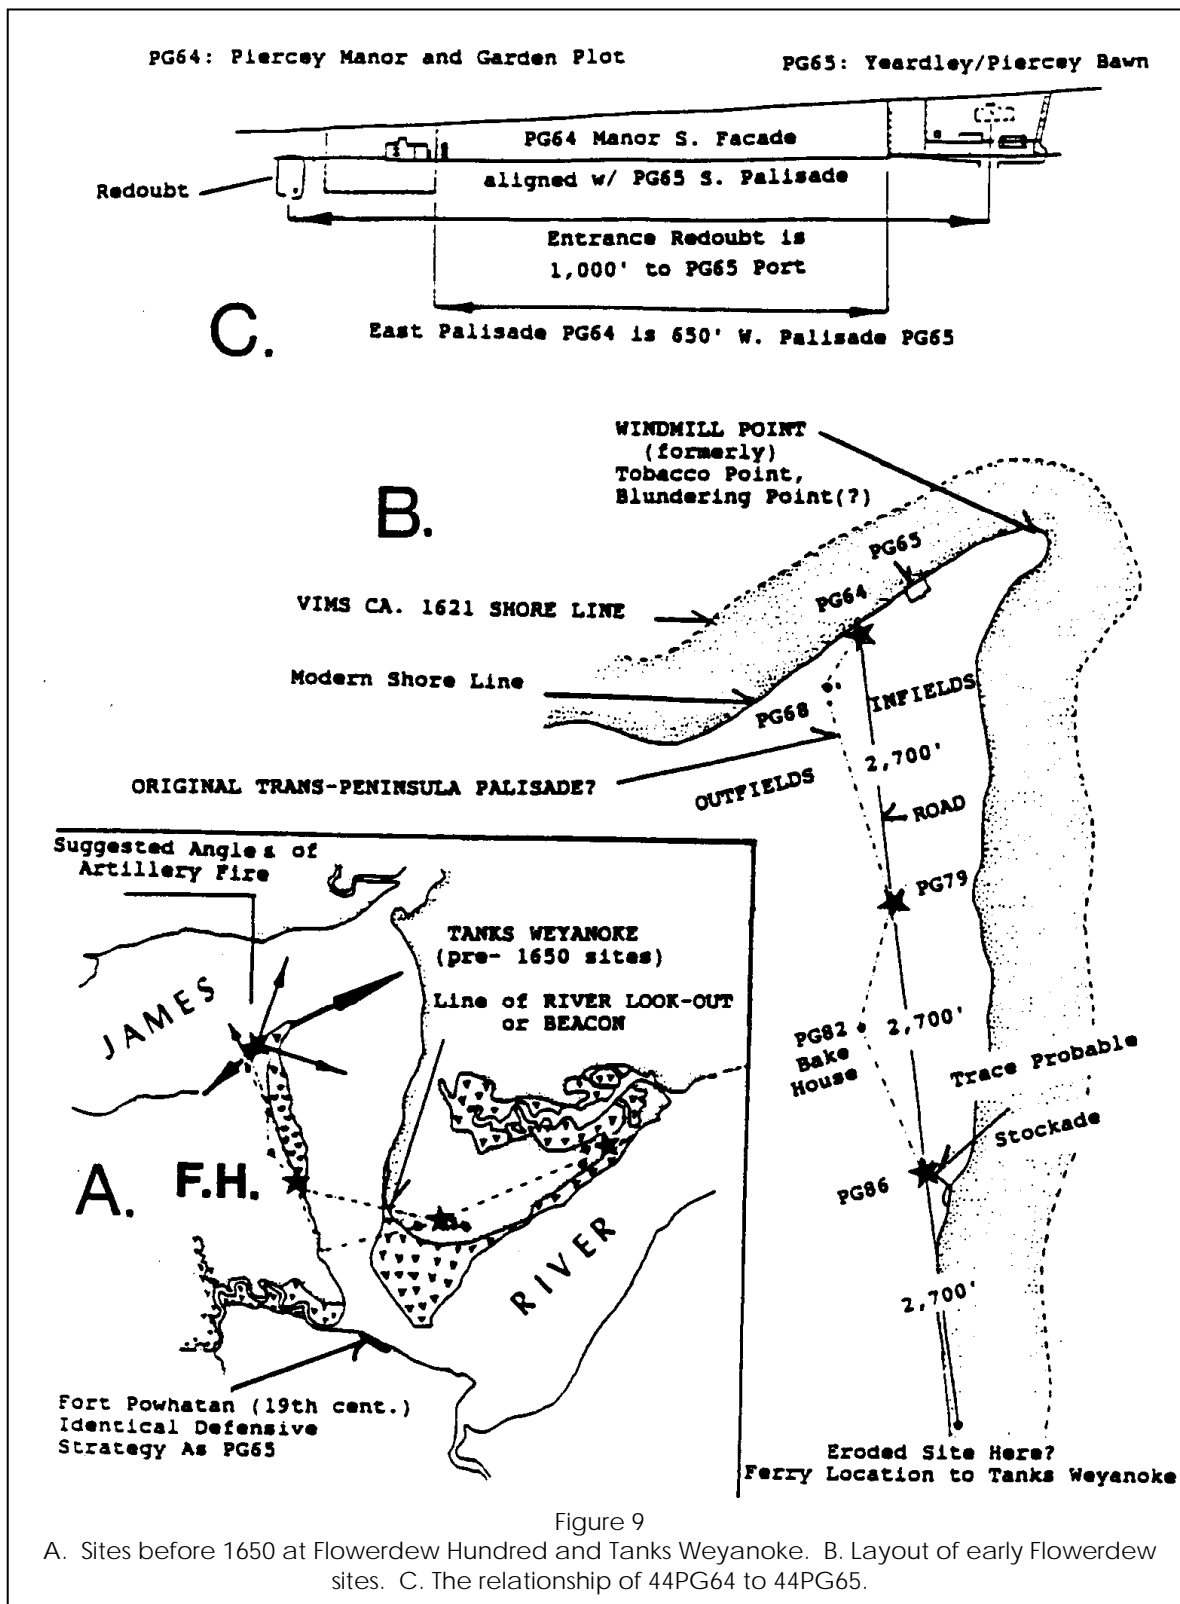 PG64: Piercey Manor and Garden Plot
PG65: Yeardley/Piercey Bawn
PG64 Manor S. Facade
aligned w/ PG65 S. Palisade
Redoubt
Entrance Redoubt is
1,000' to PG65 Port
C.
East Palisade PG64 is 650' W. Palisade PG65
WINDMILL POINT
(formerly)
Tobacco Point,
Blundering Point(?)
B.
PG65
PG64
VIMS CA. 1621 SHORE LINE
Modern Shore Line
PG68
INFIELDS
2,700'
ORIGINAL TRANS-PENINSULA PALISADE?
OUTFIELDS
ROAD
PG79
PG82
Bake
House
2,700'
Trace Probable
Stockade
PG86
2,700'
Eroded Site Here?
Ferry Location to Tanks Weyanoke
Suggested Angles of
Artillery Fire
TANKS WEYANOKE
(pre- 1650 sites)
Line of RIVER LOOK-OUT
or BEACON
JAMES
A.
F.H.
RIVER
Fort Powhatan (19th cent.)
Identical Defensive
Strategy As PG65
Figure 9
A. Sites before 1650 at Flowerdew Hundred and Tanks Weyanoke. B. Layout of early Flowerdew
sites. C. The relationship of 44PG64 to 44PG65.